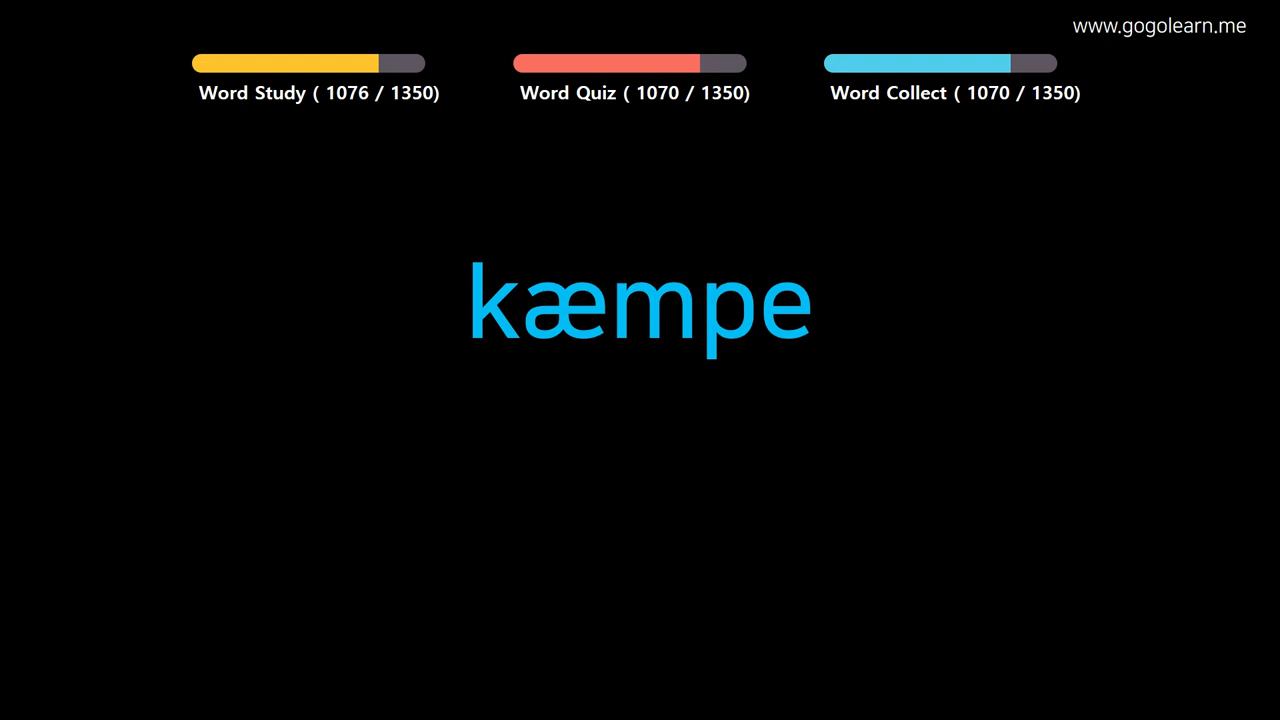 www.gogolearn.me
Word Study ( 1076 / 1350)
Word Quiz ( 1070 / 1350)
Word Collect ( 1070 / 1350)
kæmpe